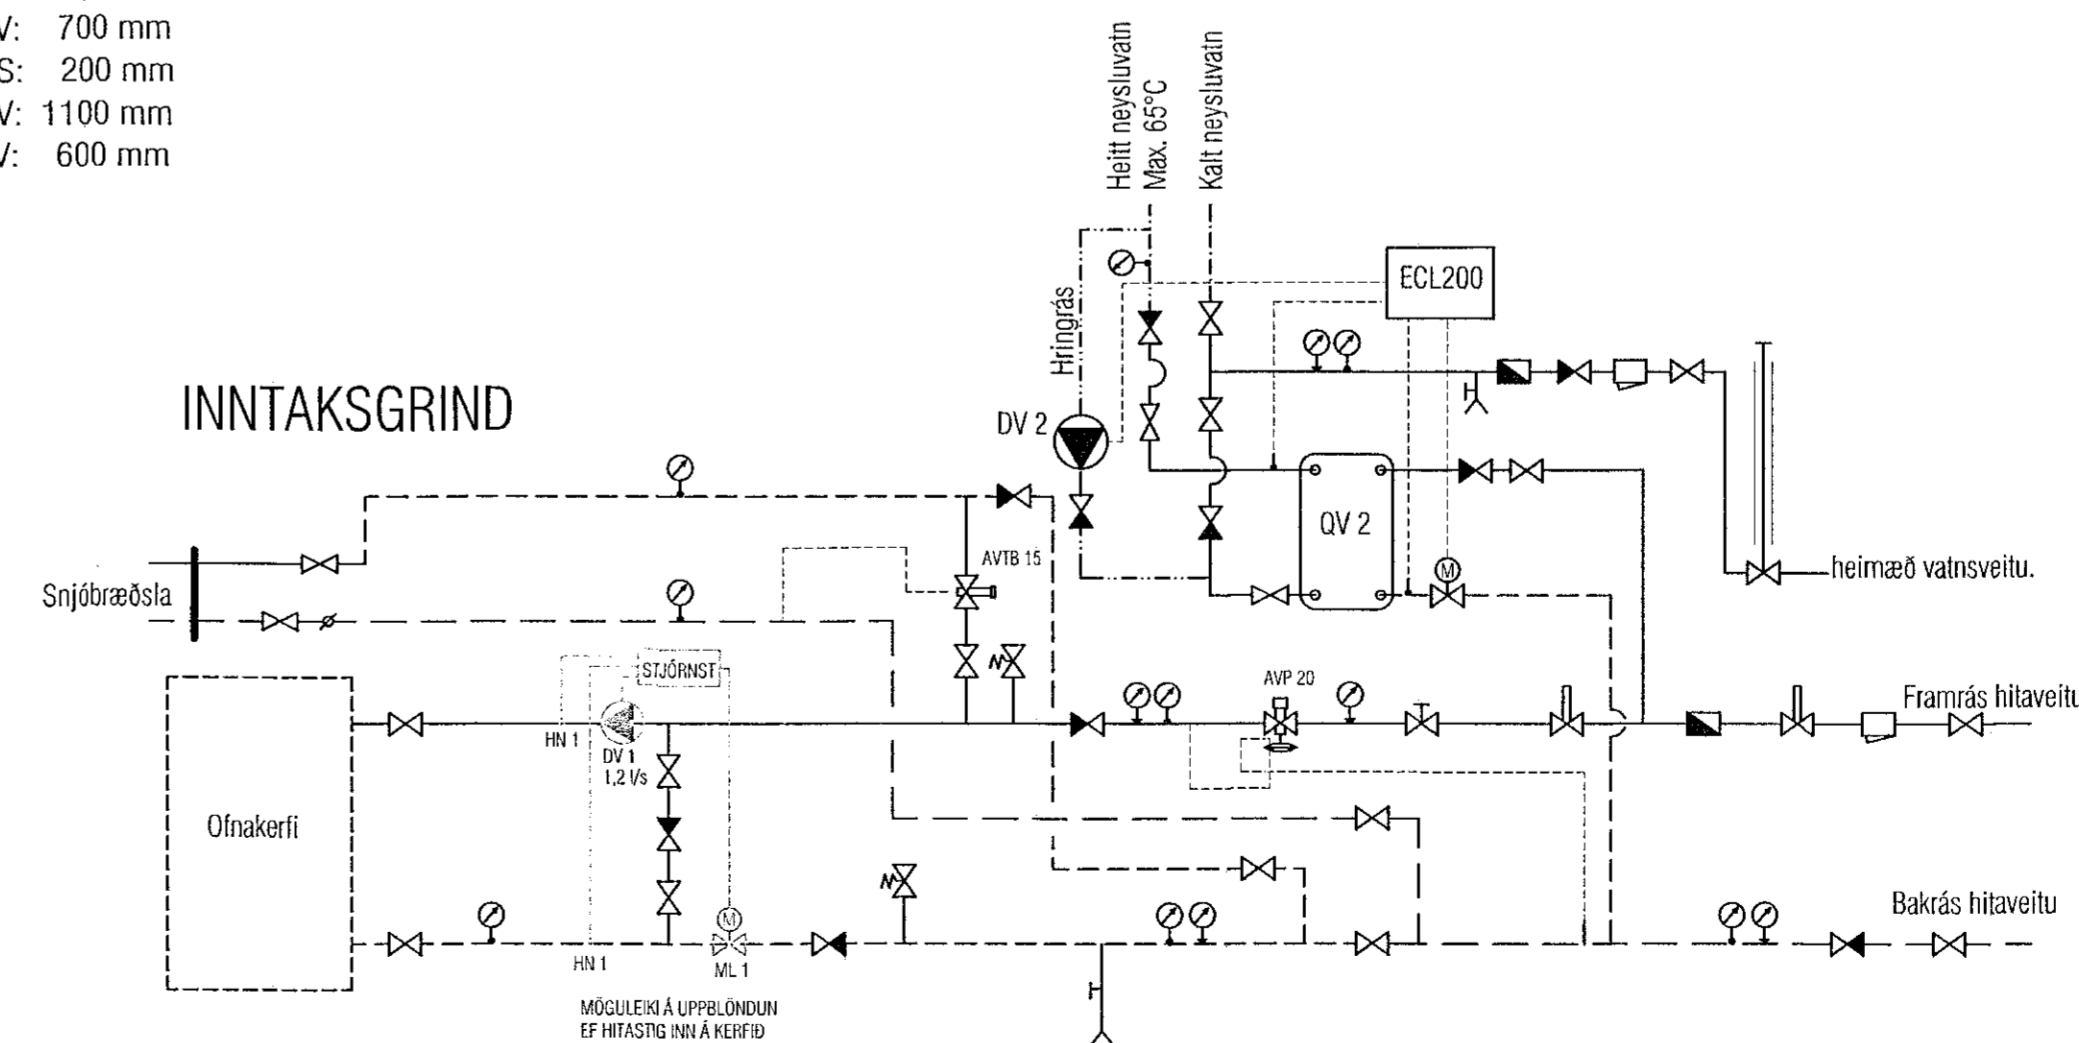 V: 700 mm
S: 200 mm
V: 1100 mm
V: 600 mm
Heitt neysluvatn
Max. 65°C
Kalt neysluvatn
Hringrás
ECL200
INNTAKSGRIND
DV 2
QV 2
AVTB 15
Snjóbræðsla
heimæð vatnsveitu.
STJÓRNST
AVP 20
Framrás hitaveitu
HN 1
DV 1
1,2 l/s
Ofnakerfi
M
M
Bakrás hitaveitu
HN 1
ML 1
MÖGULEIKI Á UPPBLÖNDUN
EF HITASTIG INN Á KERFIÐ